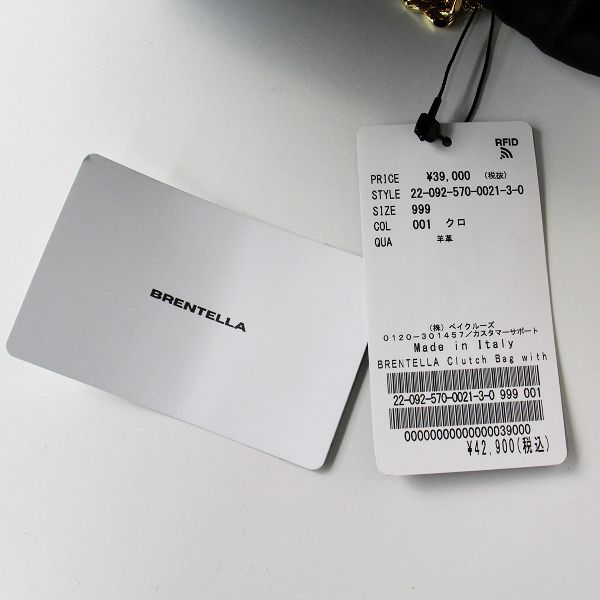 BRENTELLA
RFID
PRICE ¥39,000 (税抜)
STYLE 22-092-570-0021-3-0
SIZE 999
COL 001 クロ
QUA 羊革
(株) ベイクルーズ
0120-301457/カスタマーサポート
Made in Italy
BRENTELLA Clutch Bag with
22-092-570-0021-3-0 999 001
00000000000000039000
¥42,900(税込)